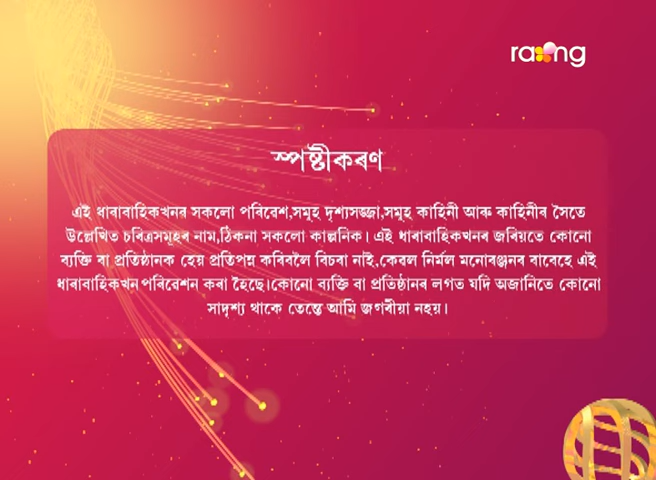 rang
স্পষ্টীকৰণ
এই ধাৰাবাহিকখনৰ সকলো পৰিৱেশ,সমূহ দৃশ্যসজ্জা,সমূহ কাহিনী আৰু কাহিনীৰ সৈতে
উল্লেখিত চৰিত্ৰসমূহৰ নাম,ঠিকনা সকলো কাল্পনিক। এই ধাৰাবাহিকখনৰ জৰিয়তে কোনো
ব্যক্তি বা প্ৰতিষ্ঠানক হেয় প্ৰতিপন্ন কৰিবলৈ বিচৰা নাই,কেৱল নিৰ্মল মনোৰঞ্জনৰ বাবেহে এই
ধাৰাবাহিকখন পৰিৱেশন কৰা হৈছে।কোনো ব্যক্তি বা প্ৰতিষ্ঠানৰ লগত যদি অজানিতে কোনো
সাদৃশ্য থাকে তেন্তে আমি জগৰীয়া নহয়।